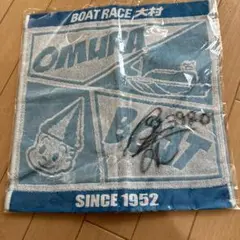 BOAT RACE 大村
OMURA
BOAT
SINCE 1952